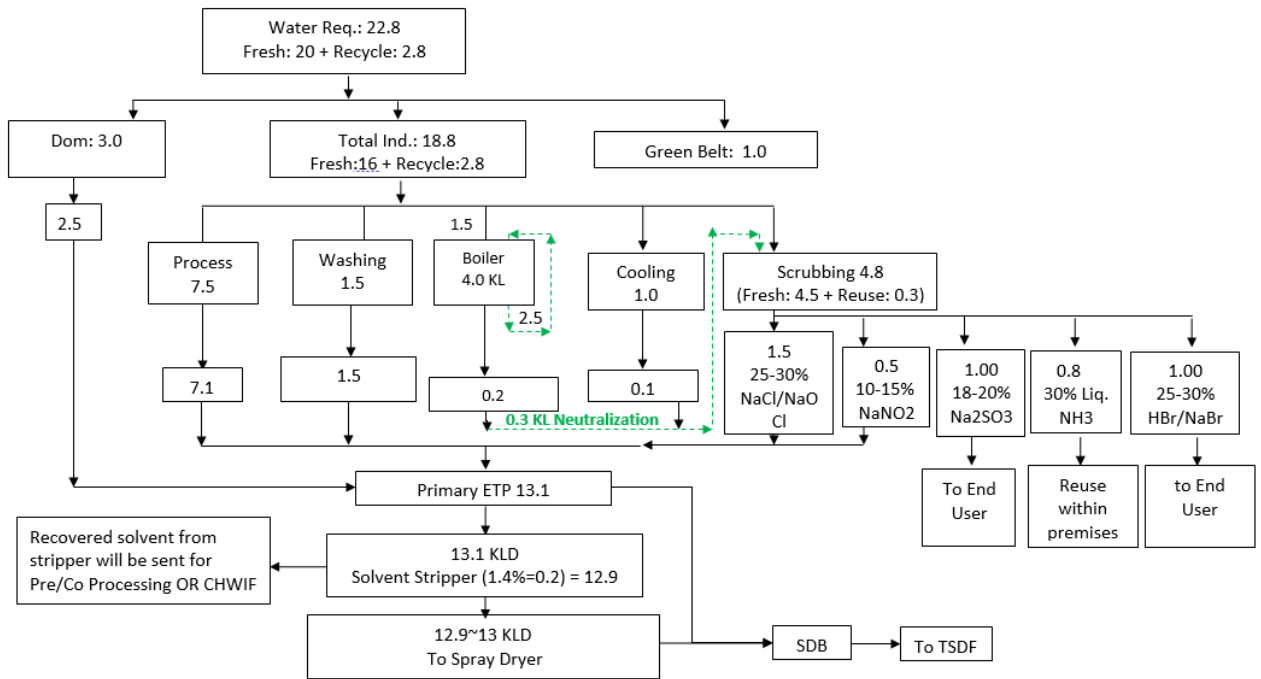 Water Req.: 22.8
Fresh: 20 + Recycle: 2.8
Dom: 3.0
Total Ind.: 18.8
Fresh:16 + Recycle:2.8
Green Belt: 1.0
2.5
1.5
Process
7.5
Washing
1.5
Boiler
4.0 KL
2.5
Cooling
1.0
Scrubbing 4.8
(Fresh: 4.5 + Reuse: 0.3)
7.1
1.5
0.2
0.1
0.3 KL Neutralization
1.5
25-30%
NaCl/NaO
Cl
0.5
10-15%
NaNO2
1.00
18-20%
Na2SO3
0.8
30% Liq.
NH3
1.00
25-30%
HBr/NaBr
To End
User
Reuse
within
premises
to End
User
Primary ETP 13.1
Recovered solvent from
stripper will be sent for
Pre/Co Processing OR CHWIF
13.1 KLD
Solvent Stripper (1.4%=0.2) = 12.9
12.9~13 KLD
To Spray Dryer
SDB
To TSDF